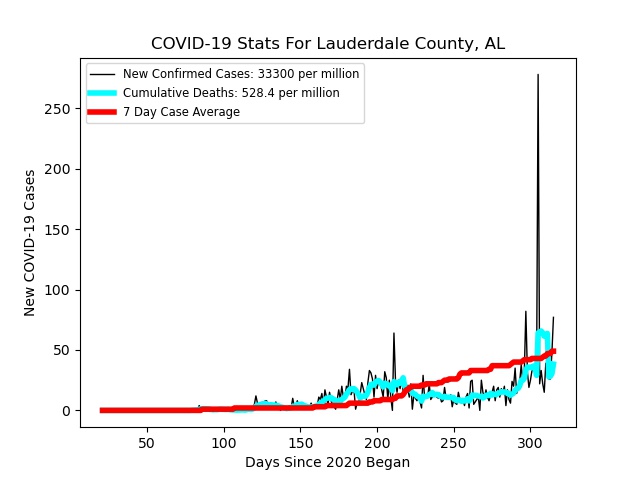 COVID-19 Stats For Lauderdale County, AL
New Confirmed Cases: 33300 per million
Cumulative Deaths: 528.4 per million
7 Day Case Average
New COVID-19 Cases
250
200
150
100
50
0
50 100 150 200 250 300
Days Since 2020 Began